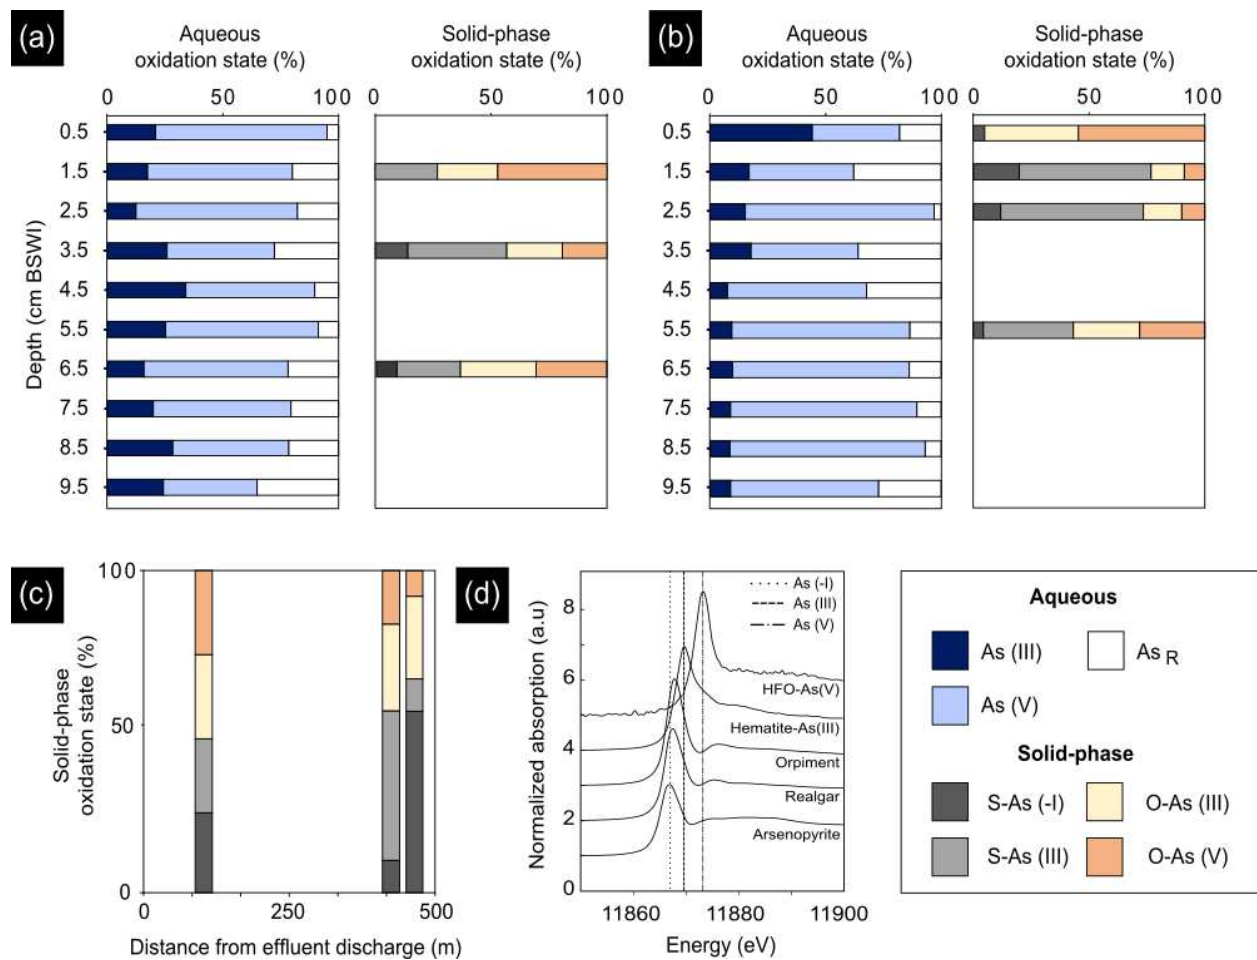 (a)
Aqueous
oxidation state (%)
Solid-phase
oxidation state (%)
0 50 100
0 50 100
Depth (cm BSWI)
0.5
1.5
2.5
3.5
4.5
5.5
6.5
7.5
8.5
9.5
(b)
Aqueous
oxidation state (%)
Solid-phase
oxidation state (%)
0 50 100
0 50 100
0.5
1.5
2.5
3.5
4.5
5.5
6.5
7.5
8.5
9.5
(c)
Solid-phase
oxidation state (%)
100
50
0
0 250 500
Distance from effluent discharge (m)
(d)
Normalized absorption (a.u)
8
6
4
2
0
As (-I)
As (III)
As (V)
HFO-As(V)
Hematite-As(III)
Orpiment
Realgar
Arsenopyrite
11860 11880 11900
Energy (eV)
Aqueous
As (III) As R
As (V)
Solid-phase
S-As (-I) O-As (III)
S-As (III) O-As (V)